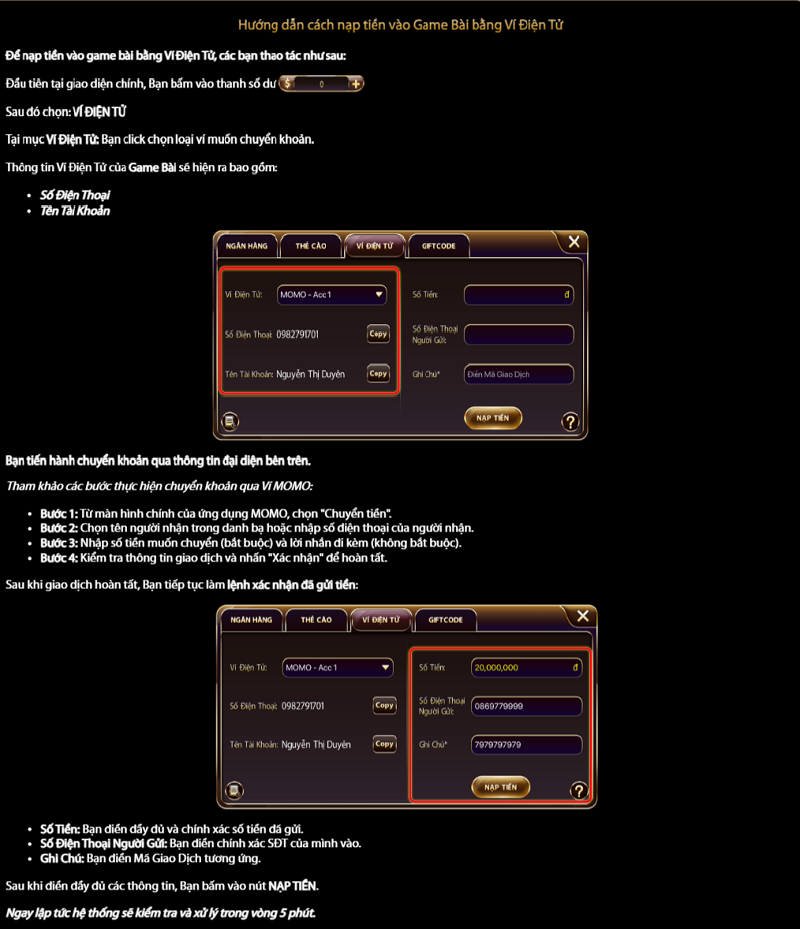 Hướng dẫn cách nạp tiền vào Game Bài bằng Ví Điện Tử
Để nạp tiền vào game bài bằng Ví Điện Tử, các bạn thao tác như sau:
Đầu tiên tại giao diện chính, Bạn bấm vào thanh số dư $ 0 +
Sau đó chọn: VÍ ĐIỆN TỬ
Tại mục Ví Điện Tử: Bạn click chọn loại ví muốn chuyển khoản.
Thông tin Ví Điện Tử của Game Bài sẽ hiện ra bao gồm:
• Số Điện Thoại
• Tên Tài Khoản
NGÂN HÀNG THẺ CÀO VÍ ĐIỆN TỬ GIFTCODE X
Ví Điện Tử: MOMO - Acc 1 Số Tiền: đ
Số Điện Thoại: 0982791701 Copy Số Điện Thoại
Người Gửi:
Tên Tài Khoản: Nguyễn Thị Duyên Copy Ghi Chú* Điền Mã Giao Dịch
NẠP TIỀN ?
Bạn tiến hành chuyển khoản qua thông tin đại diện bên trên.
Tham khảo các bước thực hiện chuyển khoản qua Ví MOMO:
• Bước 1: Từ màn hình chính của ứng dụng MOMO, chọn "Chuyển tiền".
• Bước 2: Chọn tên người nhận trong danh bạ hoặc nhập số điện thoại của người nhận.
• Bước 3: Nhập số tiền muốn chuyển (bắt buộc) và lời nhắn đi kèm (không bắt buộc).
• Bước 4: Kiểm tra thông tin giao dịch và nhấn "Xác nhận" để hoàn tất.
Sau khi giao dịch hoàn tất, Bạn tiếp tục làm lệnh xác nhận đã gửi tiền:
NGÂN HÀNG THẺ CÀO VÍ ĐIỆN TỬ GIFTCODE X
Ví Điện Tử: MOMO - Acc 1 Số Tiền: 20,000,000 đ
Số Điện Thoại: 0982791701 Copy Số Điện Thoại
Người Gửi: 0869779999
Tên Tài Khoản: Nguyễn Thị Duyên Copy Ghi Chú* 7979797979
NẠP TIỀN ?
• Số Tiền: Bạn điền đầy đủ và chính xác số tiền đã gửi.
• Số Điện Thoại Người Gửi: Bạn điền chính xác SĐT của mình vào.
• Ghi Chú: Bạn điền Mã Giao Dịch tương ứng.
Sau khi điền đầy đủ các thông tin, Bạn bấm vào nút NẠP TIỀN.
Ngay lập tức hệ thống sẽ kiểm tra và xử lý trong vòng 5 phút.